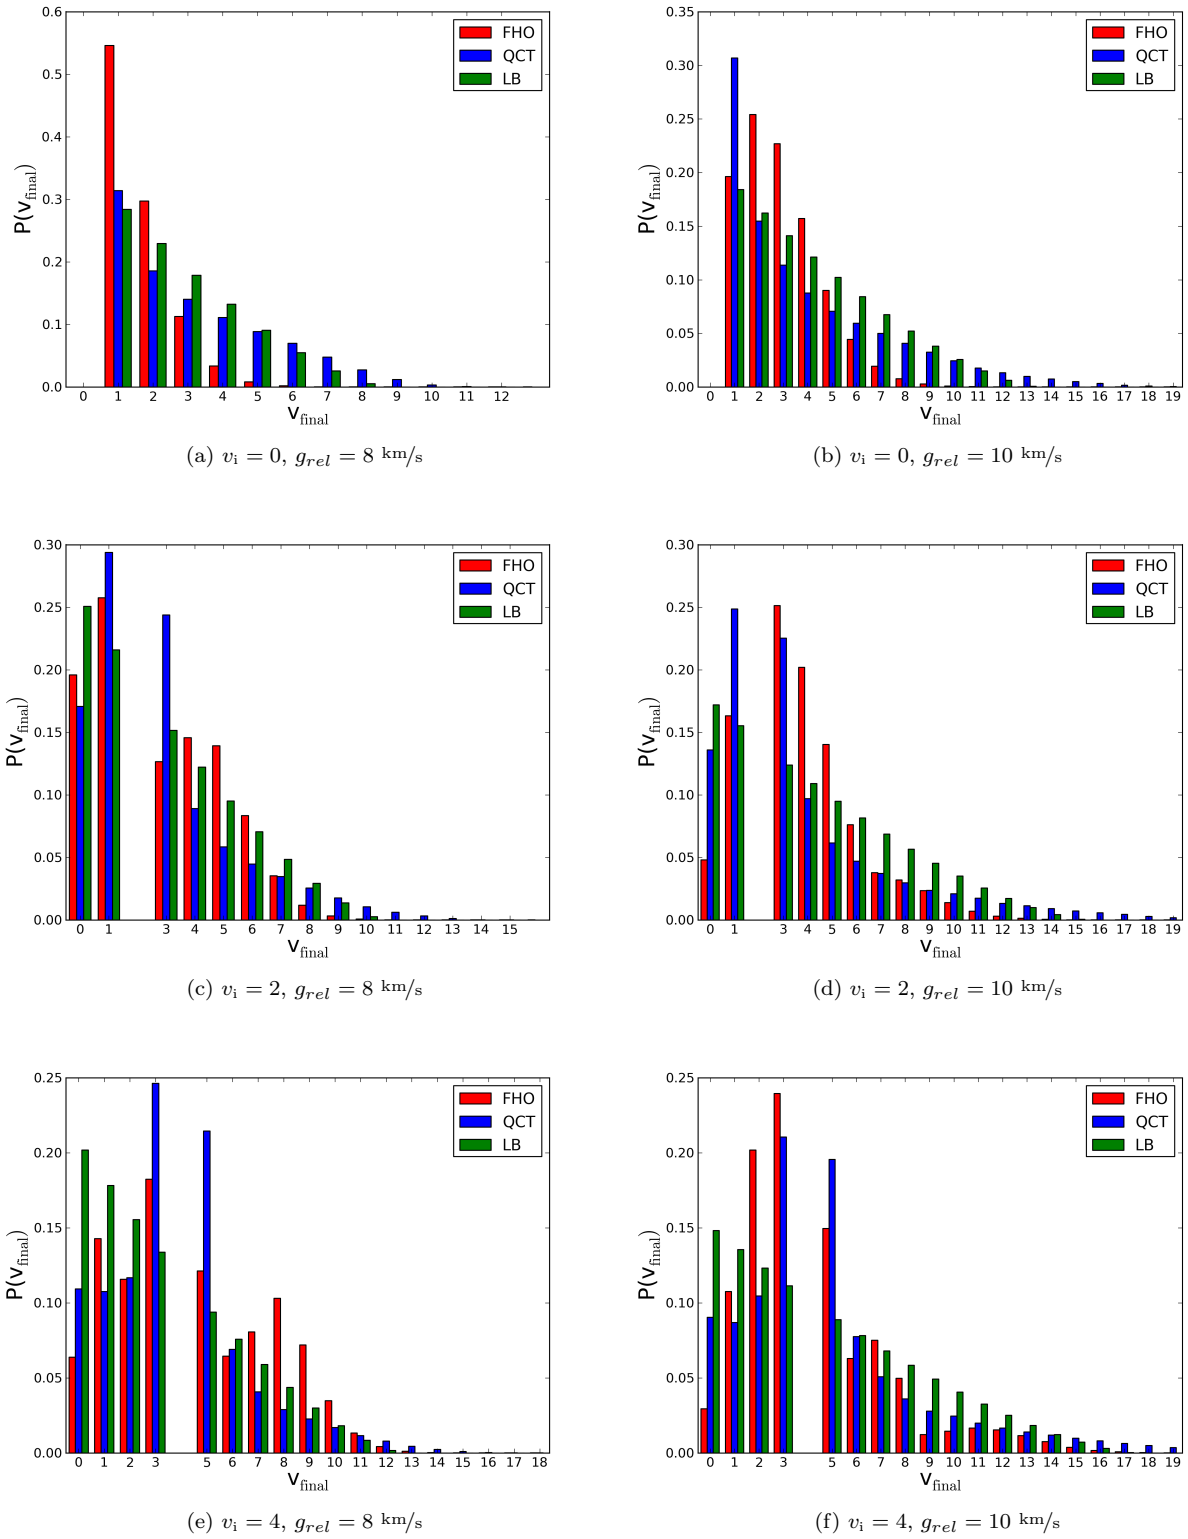 0.6
0.5
0.4
0.3
0.2
0.1
0.0
P(v_final)
FHO
QCT
LB
0 1 2 3 4 5 6 7 8 9 10 11 12
v_final
(a) v_i = 0, g_rel = 8 km/s
0.35
0.30
0.25
0.20
0.15
0.10
0.05
0.00
P(v_final)
FHO
QCT
LB
0 1 2 3 4 5 6 7 8 9 10 11 12 13 14 15 16 17 18 19
v_final
(b) v_i = 0, g_rel = 10 km/s
0.30
0.25
0.20
0.15
0.10
0.05
0.00
P(v_final)
FHO
QCT
LB
0 1 3 4 5 6 7 8 9 10 11 12 13 14 15
v_final
(c) v_i = 2, g_rel = 8 km/s
0.30
0.25
0.20
0.15
0.10
0.05
0.00
P(v_final)
FHO
QCT
LB
0 1 3 4 5 6 7 8 9 10 11 12 13 14 15 16 17 18 19
v_final
(d) v_i = 2, g_rel = 10 km/s
0.25
0.20
0.15
0.10
0.05
0.00
P(v_final)
FHO
QCT
LB
0 1 2 3 5 6 7 8 9 10 11 12 13 14 15 16 17 18
v_final
(e) v_i = 4, g_rel = 8 km/s
0.25
0.20
0.15
0.10
0.05
0.00
P(v_final)
FHO
QCT
LB
0 1 2 3 5 6 7 8 9 10 11 12 13 14 15 16 17 18 19
v_final
(f) v_i = 4, g_rel = 10 km/s